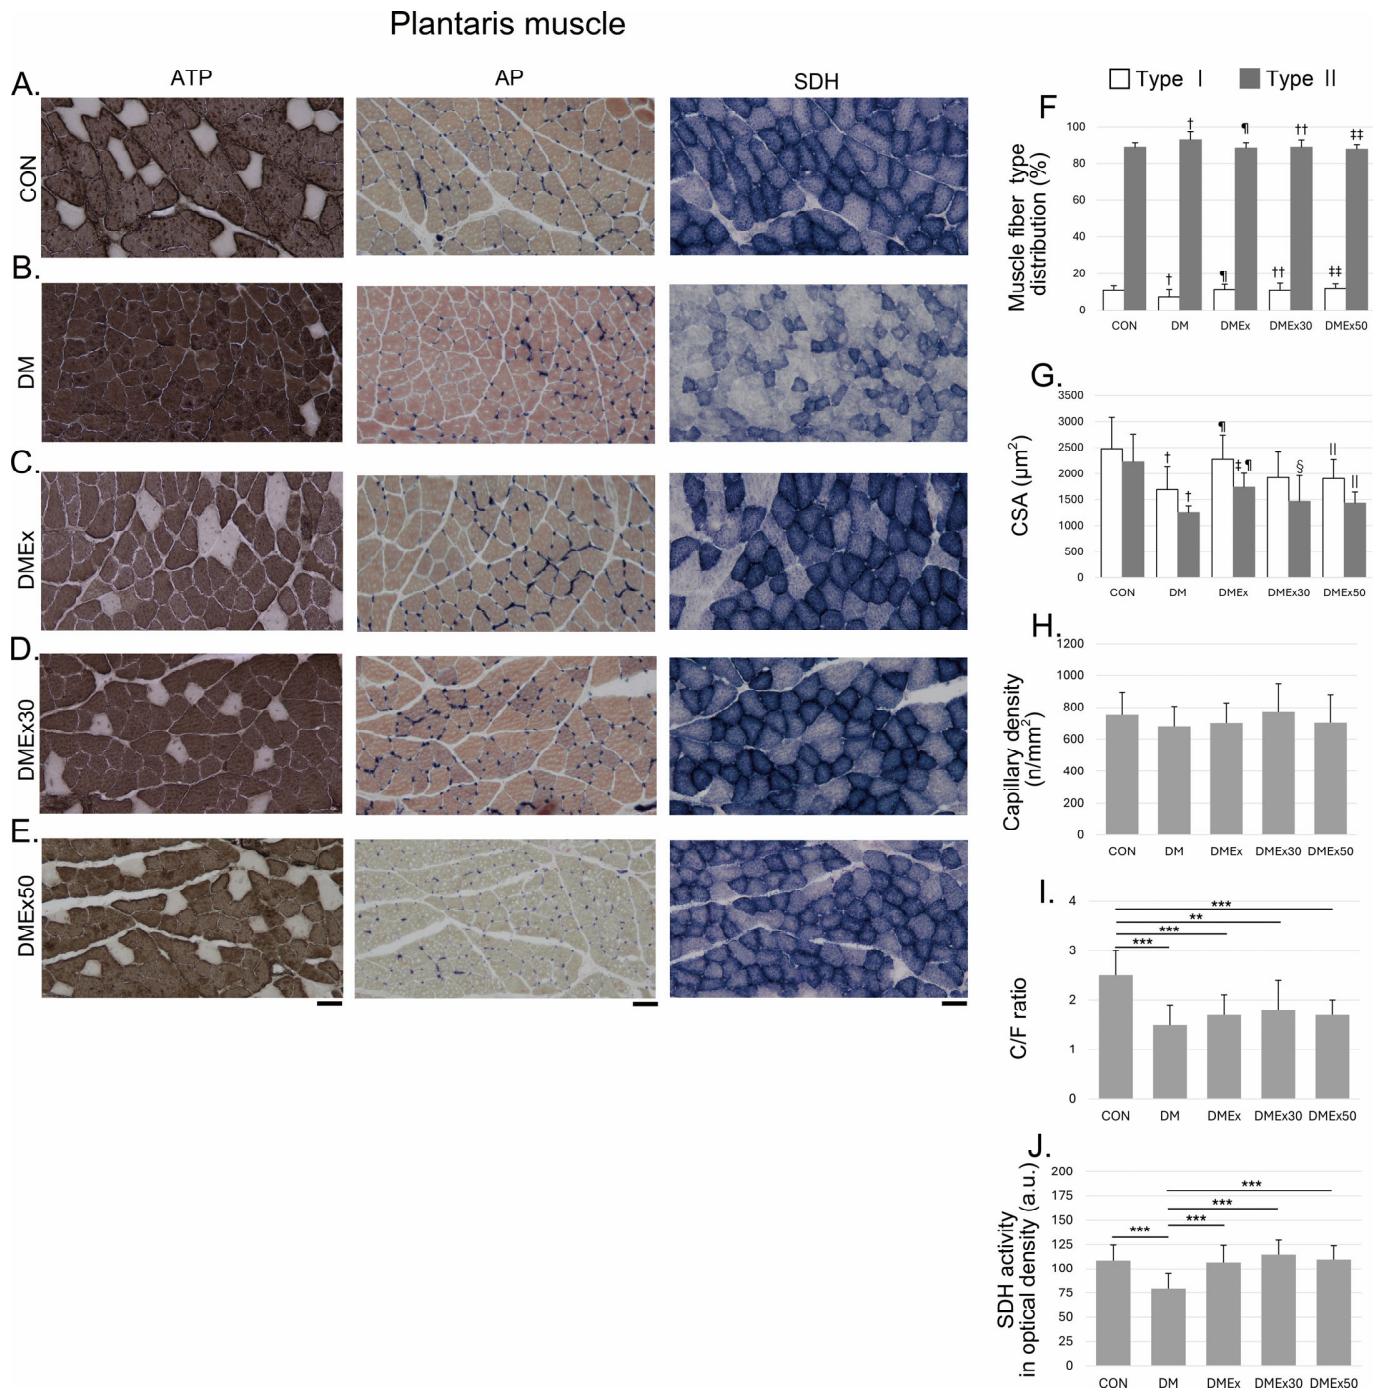 Plantaris muscle
ATP AP SDH
A.
CON
B.
DM
C.
DMEx
D.
DMEx30
E.
DMEx50
Type I Type II
F
Muscle fiber type
distribution (%)
100
80
60
40
20
0
† ¶ †† ‡‡
† ¶ †† ‡‡
CON DM DMEx DMEx30 DMEx50
G.
CSA (µm²)
3500
3000
2500
2000
1500
1000
500
0
† † ¶ ‡¶ § || ||
CON DM DMEx DMEx30 DMEx50
H.
Capillary density
(n/mm²)
1200
1000
800
600
400
200
0
CON DM DMEx DMEx30 DMEx50
I.
C/F ratio
4
3
2
1
0
***
**
***
***
CON DM DMEx DMEx30 DMEx50
J.
SDH activity
in optical density (a.u.)
200
175
150
125
100
75
50
25
0
***
***
***
***
CON DM DMEx DMEx30 DMEx50